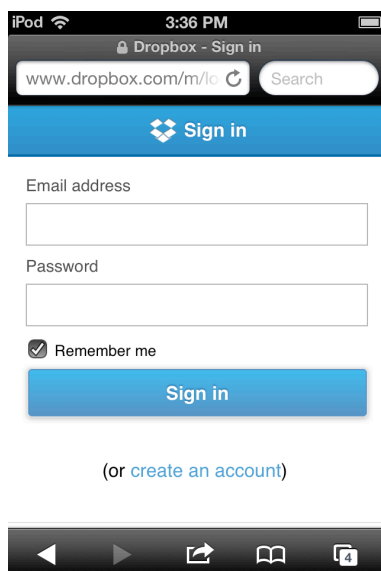 iPod 3:36 PM
Dropbox - Sign in
www.dropbox.com/m/lo Search
Sign in
Email address
Password
Remember me
Sign in
(or create an account)
4